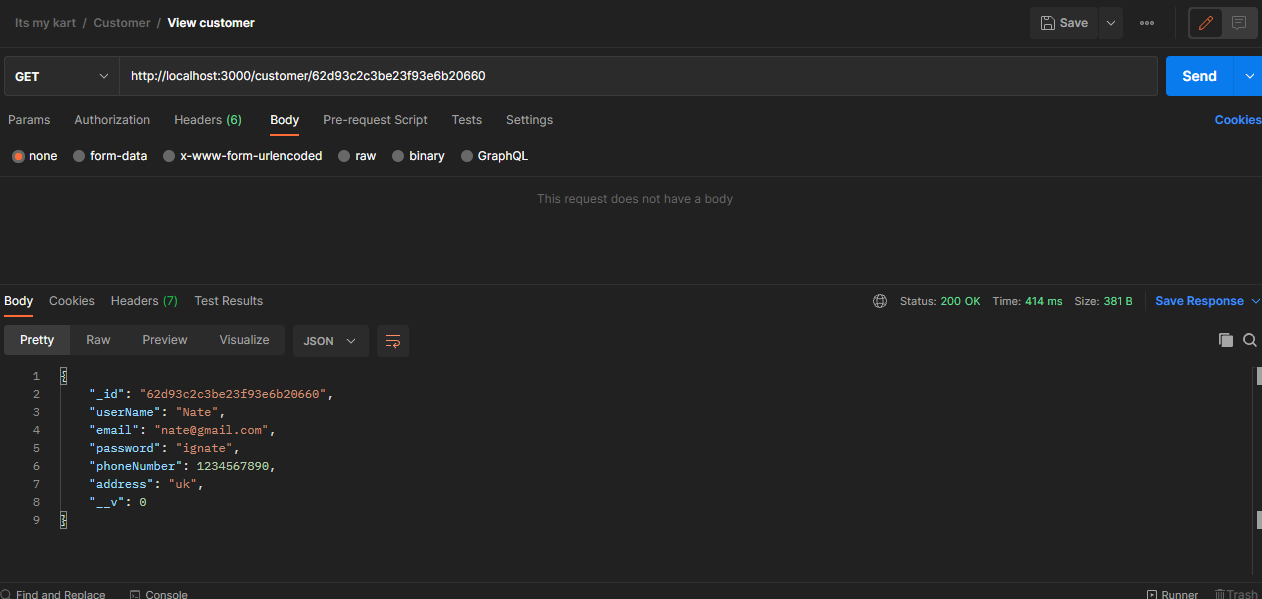 Its my kart / Customer / View customer
Save
GET
http://localhost:3000/customer/62d93c2c3be23f93e6b20660
Send
Params Authorization Headers (6) Body Pre-request Script Tests Settings Cookies
none form-data x-www-form-urlencoded raw binary GraphQL
This request does not have a body
Body Cookies Headers (7) Test Results Status: 200 OK Time: 414 ms Size: 381 B Save Response
Pretty Raw Preview Visualize JSON
1 {
2 "_id": "62d93c2c3be23f93e6b20660",
3 "userName": "Nate",
4 "email": "nate@gmail.com",
5 "password": "ignate",
6 "phoneNumber": 1234567890,
7 "address": "uk",
8 "__v": 0
9 }
Find and Replace Console Runner Trash